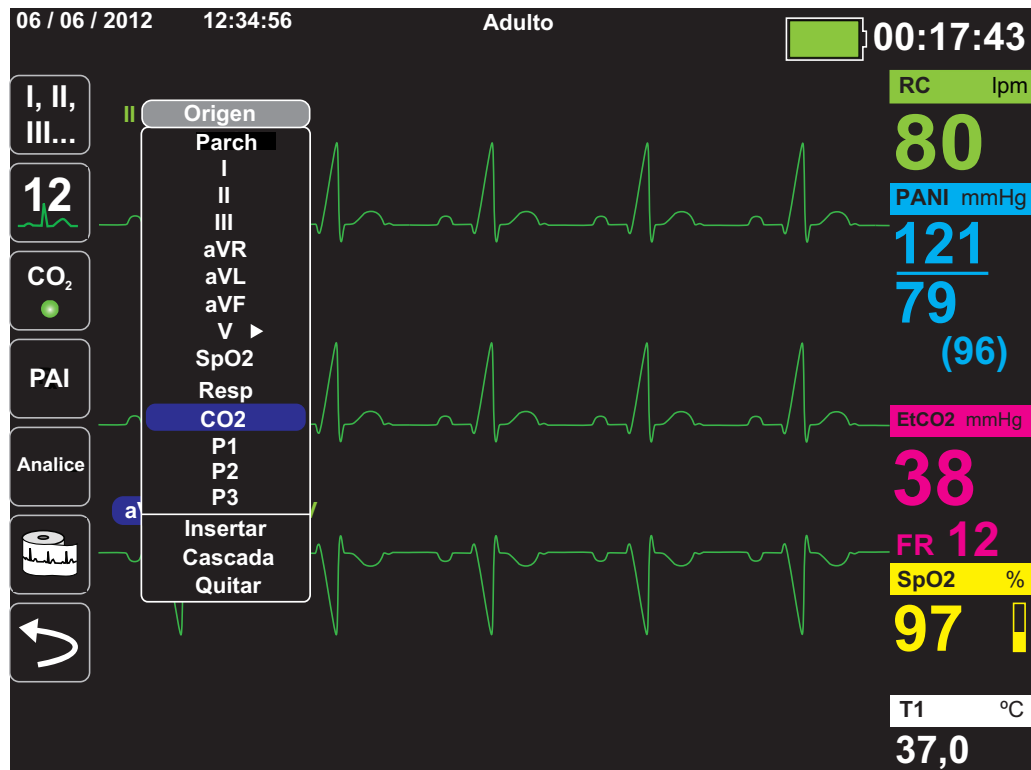 06 / 06 / 2012 12:34:56 Adulto 00:17:43
I, II,
III...
12
CO₂
PAI
Analice
II
Origen
Parch
I
II
III
aVR
aVL
aVF
V
SpO2
Resp
CO2
P1
P2
P3
Insertar
Cascada
Quitar
RC lpm
80
PANI mmHg
121
79
(96)
EtCO2 mmHg
38
FR 12
SpO2 %
97
T1 ºC
37,0